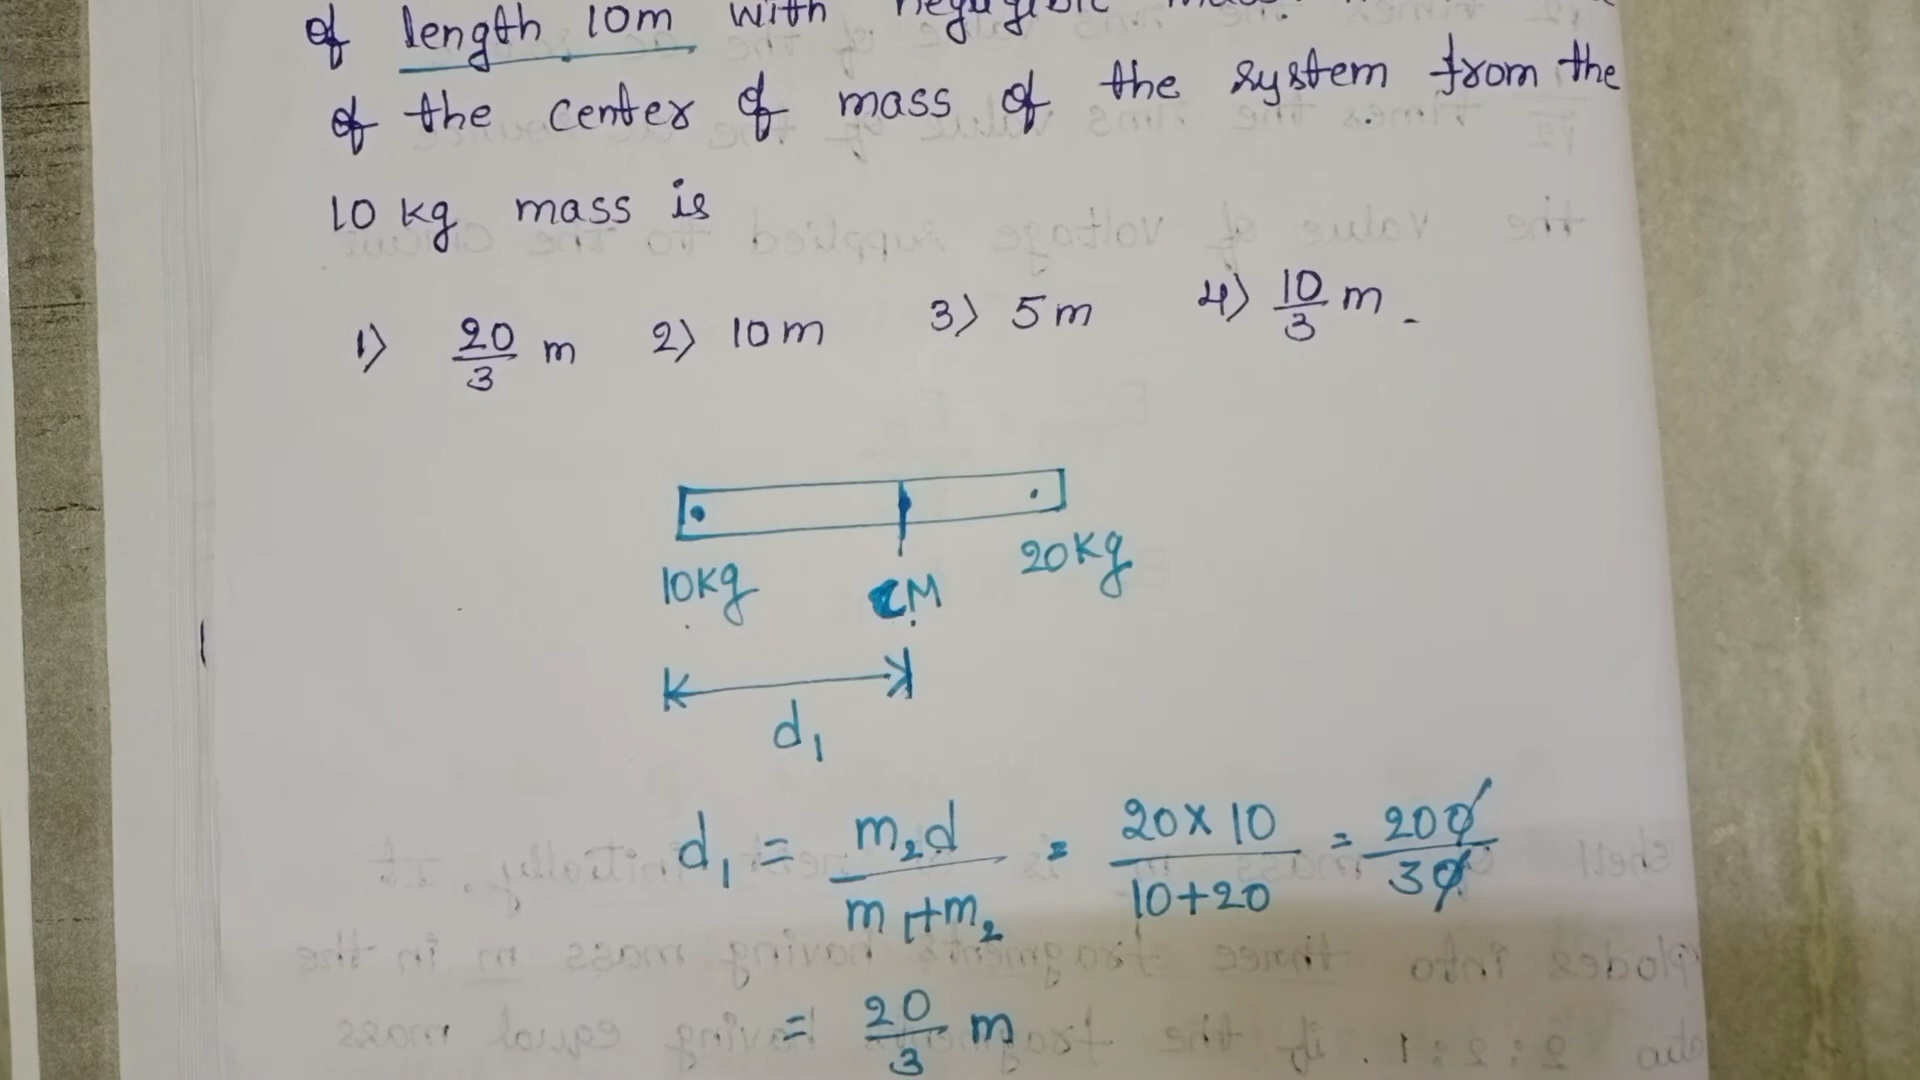 of length 10m with negligible
of the center of mass of the system from the
10 kg mass is
1) 20/3 m 2) 10 m 3) 5 m 4) 10/3 m.
10kg CM 20kg
d₁
d₁ = m₂d / m₁+m₂ = 20×10 / 10+20 = 200/30
= 20/3 m